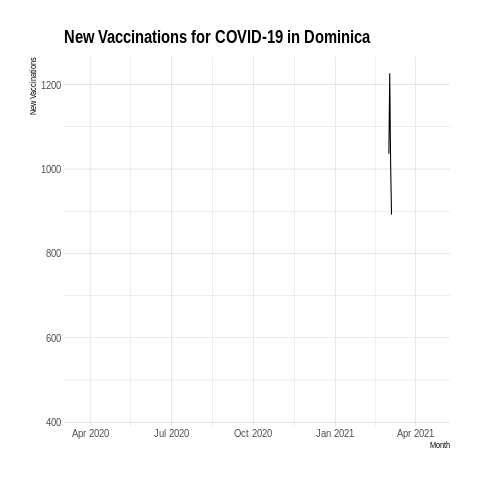 New Vaccinations for COVID-19 in Dominica
New Vaccinations
1200
1000
800
600
400
Apr 2020 Jul 2020 Oct 2020 Jan 2021 Apr 2021
Month